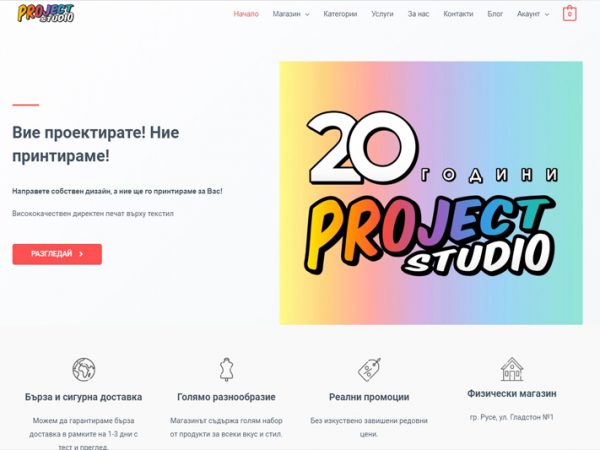 PROJECT
STUDIO
Начало Магазин Категории Услуги За нас Контакти Блог Акаунт 0
Вие проектирате! Ние
принтираме!
Направете собствен дизайн, а ние ще го принтираме за Вас!
Висококачествен директен печат върху текстил
РАЗГЛЕДАЙ
20
ГОДИНИ
PROJECT
STUDIO
Бърза и сигурна доставка
Можем да гарантираме бърза
доставка в рамките на 1-3 дни с
тест и преглед.
Голямо разнообразие
Магазинът съдържа голям набор
от продукти за всеки вкус и стил.
%
Реални промоции
Без изкуствено завишени редовни
цени.
Физически магазин
гр. Русе, ул. Гладстон №1